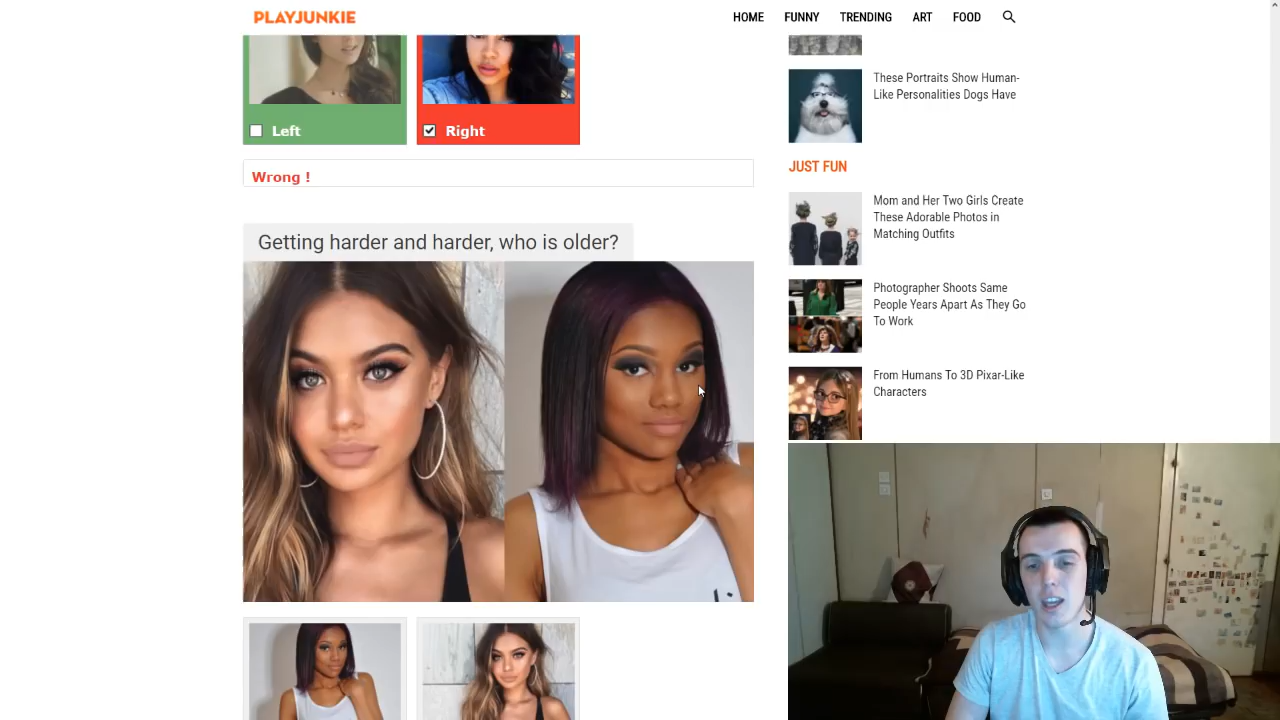 PLAYJUNKIE
HOME FUNNY TRENDING ART FOOD
Left
Right
Wrong !
Getting harder and harder, who is older?
These Portraits Show Human-
Like Personalities Dogs Have
JUST FUN
Mom and Her Two Girls Create
These Adorable Photos in
Matching Outfits
Photographer Shoots Same
People Years Apart As They Go
To Work
From Humans To 3D Pixar-Like
Characters